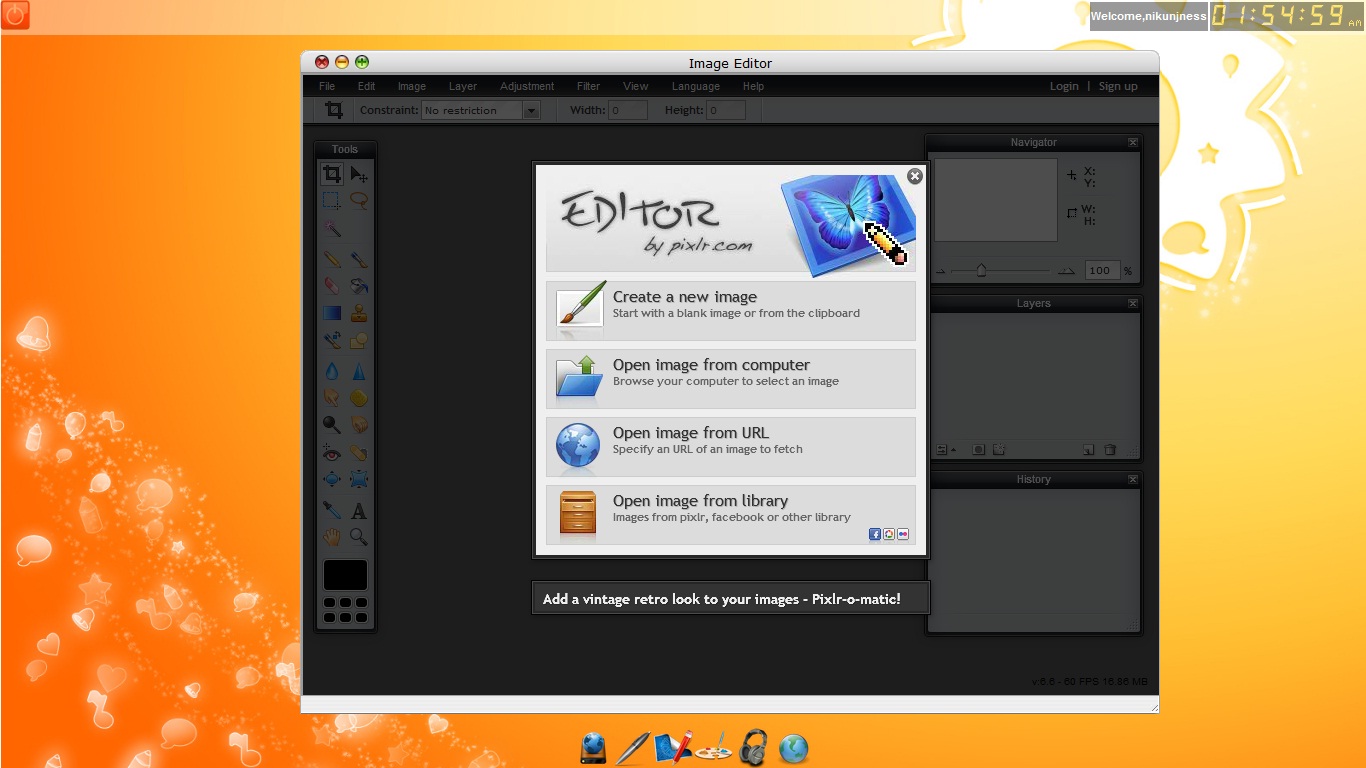 Welcome,nikunjness
01:54:59 AM
Image Editor
File Edit Image Layer Adjustment Filter View Language Help Login | Sign up
Constraint: No restriction Width: 0 Height: 0
Tools
Navigator
X:
Y:
W:
H:
100 %
EDITOR
by pixlr.com
Create a new image
Start with a blank image or from the clipboard
Open image from computer
Browse your computer to select an image
Open image from URL
Specify an URL of an image to fetch
Open image from library
Images from pixlr, facebook or other library
Layers
History
Add a vintage retro look to your images - Pixlr-o-matic!
v:6.6 - 60 FPS 16.86 MB